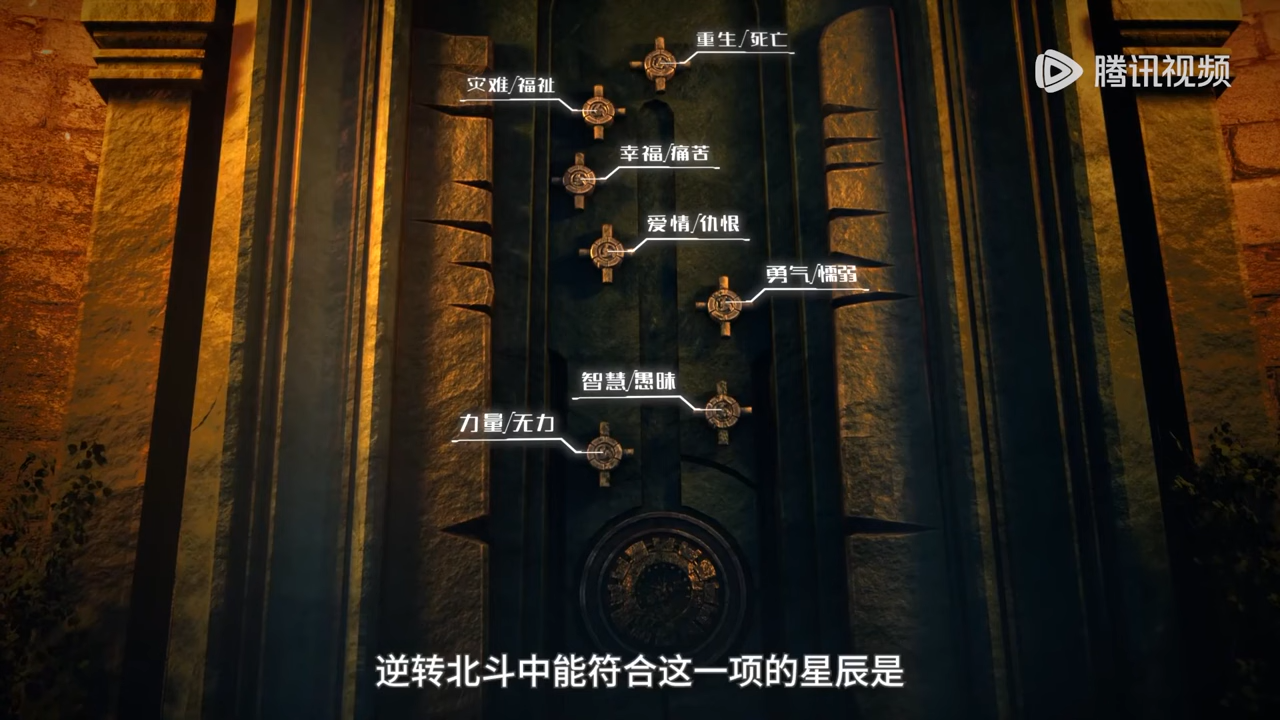 重生/死亡
腾讯视频
灾难/福祉
幸福/痛苦
爱情/仇恨
勇气/懦弱
智慧/愚昧
力量/无力
逆转北斗中能符合这一项的星辰是